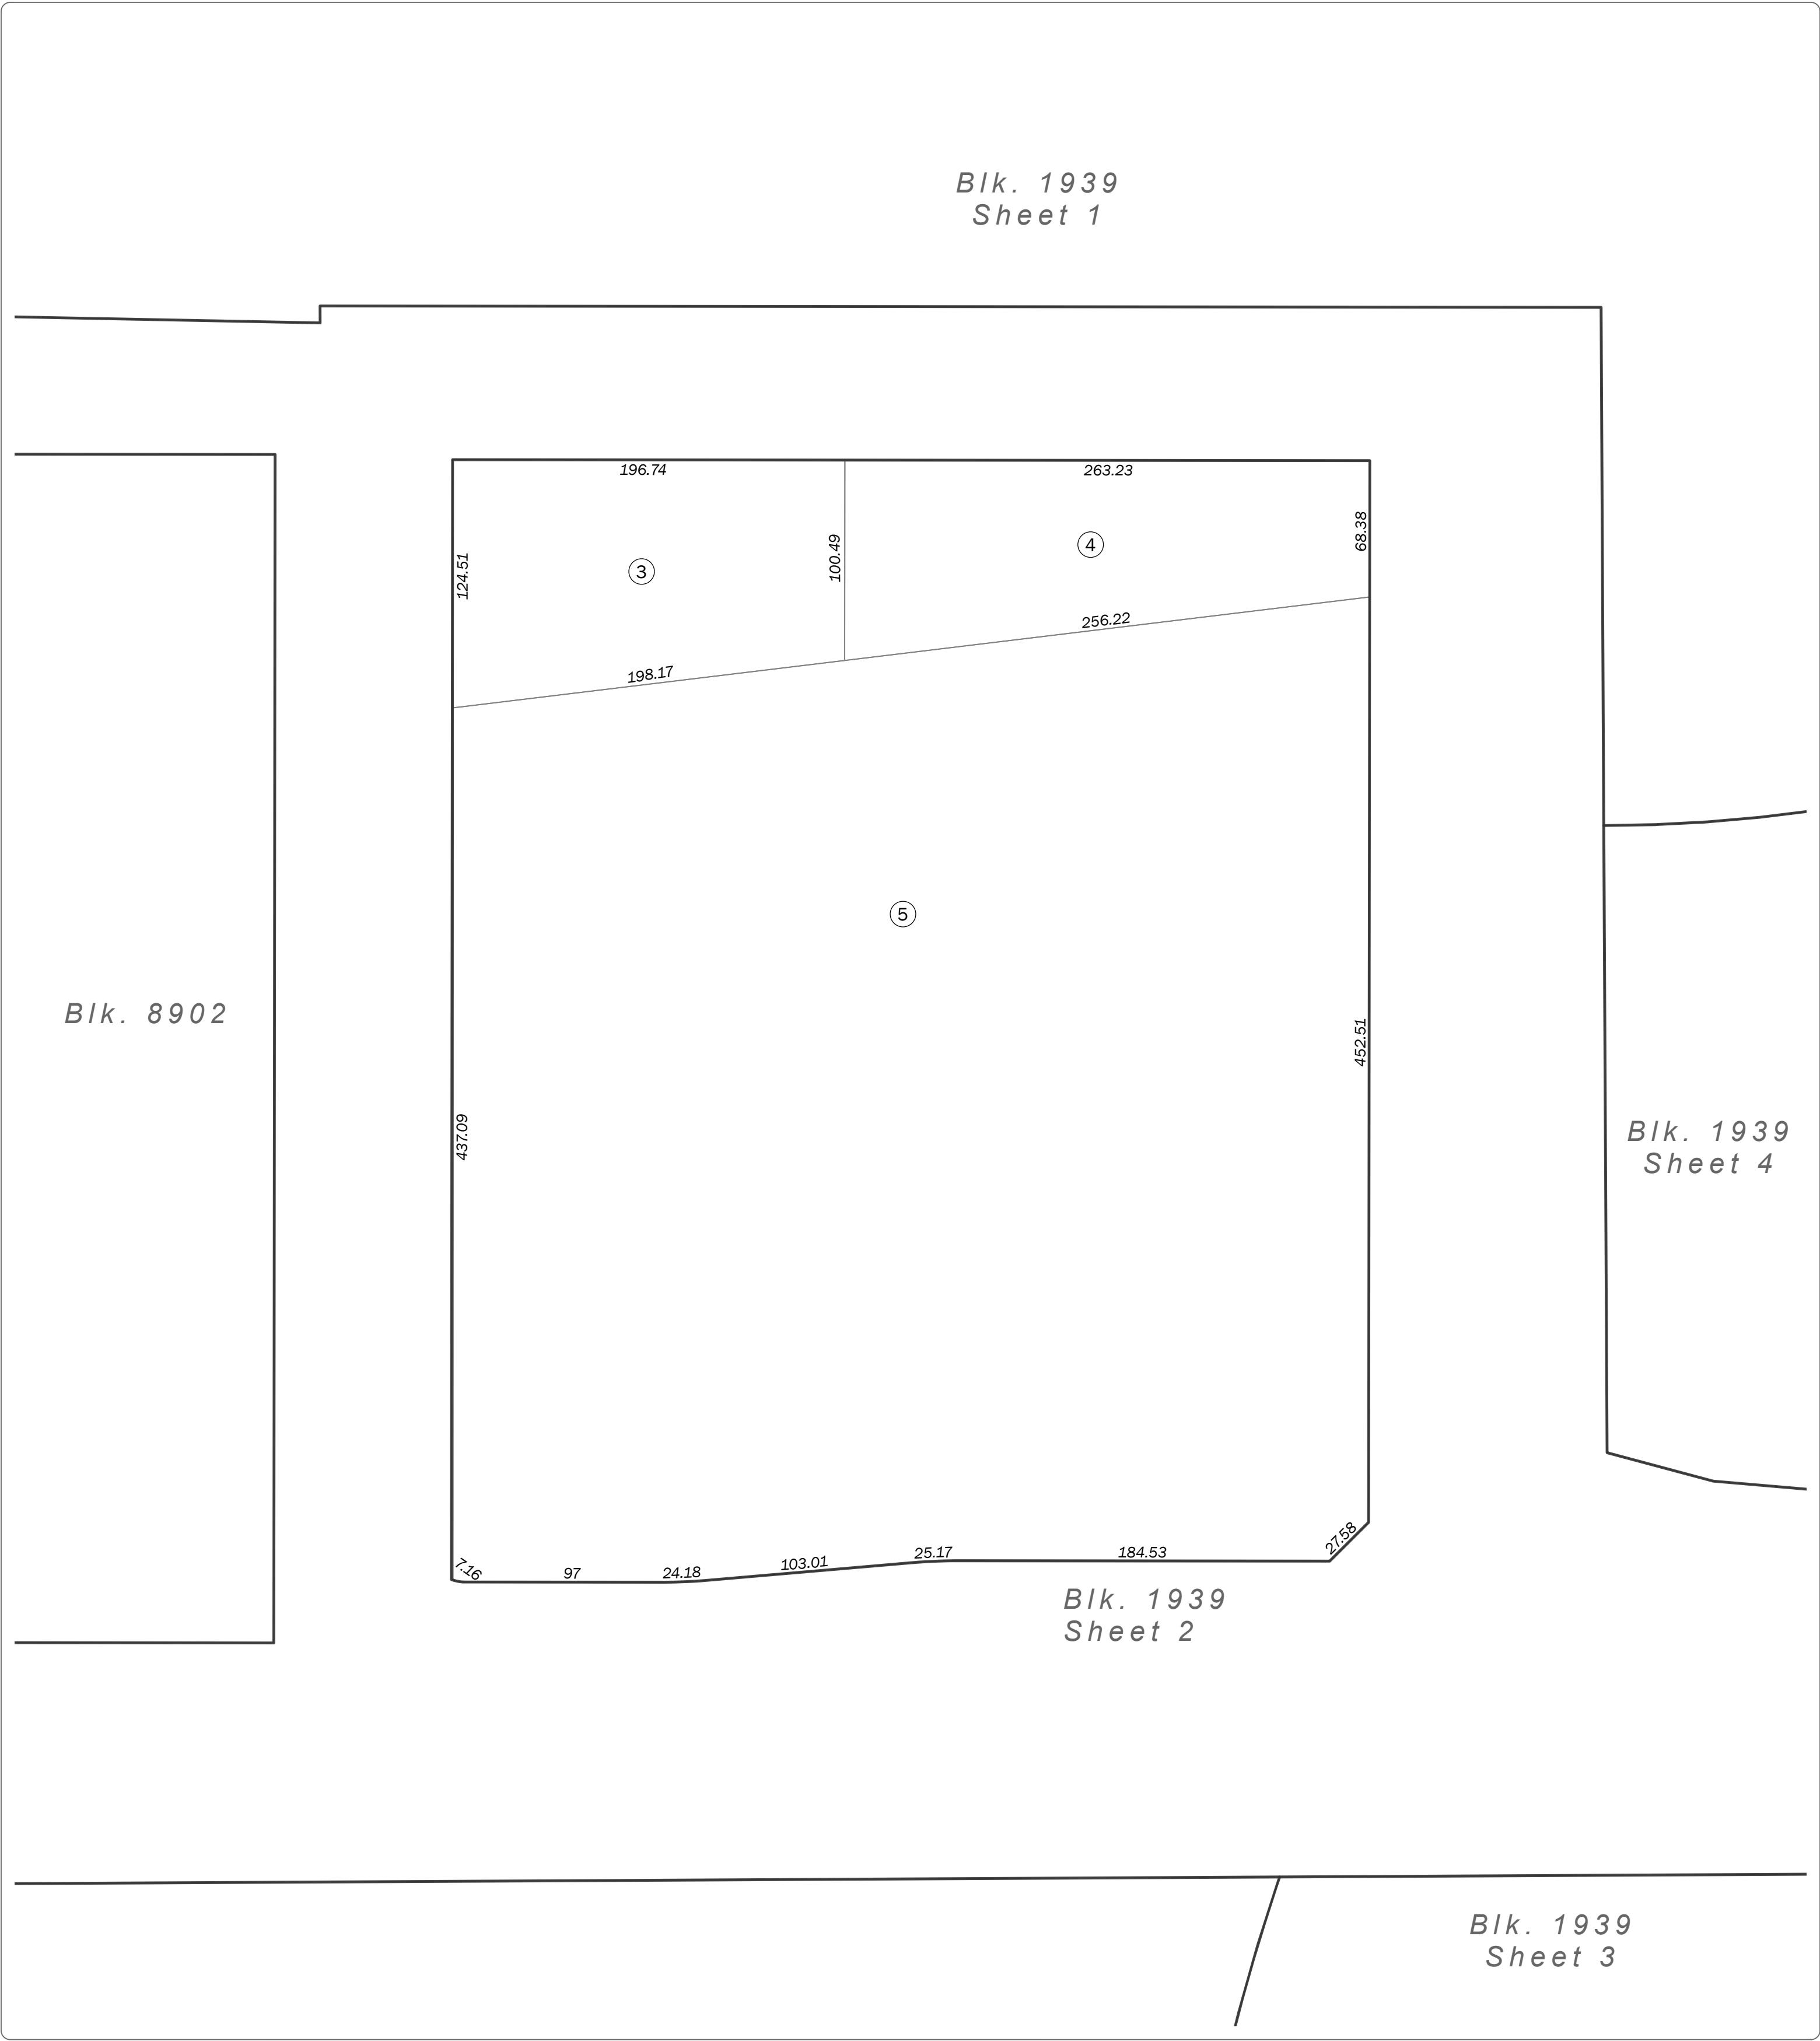 Blk. 1939
Sheet 1
196.74
263.23
124.51
100.49
68.38
3
4
198.17
256.22
5
Blk. 8902
437.09
452.51
Blk. 1939
Sheet 4
7.16
97
24.18
103.01
25.17
184.53
27.58
Blk. 1939
Sheet 2
Blk. 1939
Sheet 3